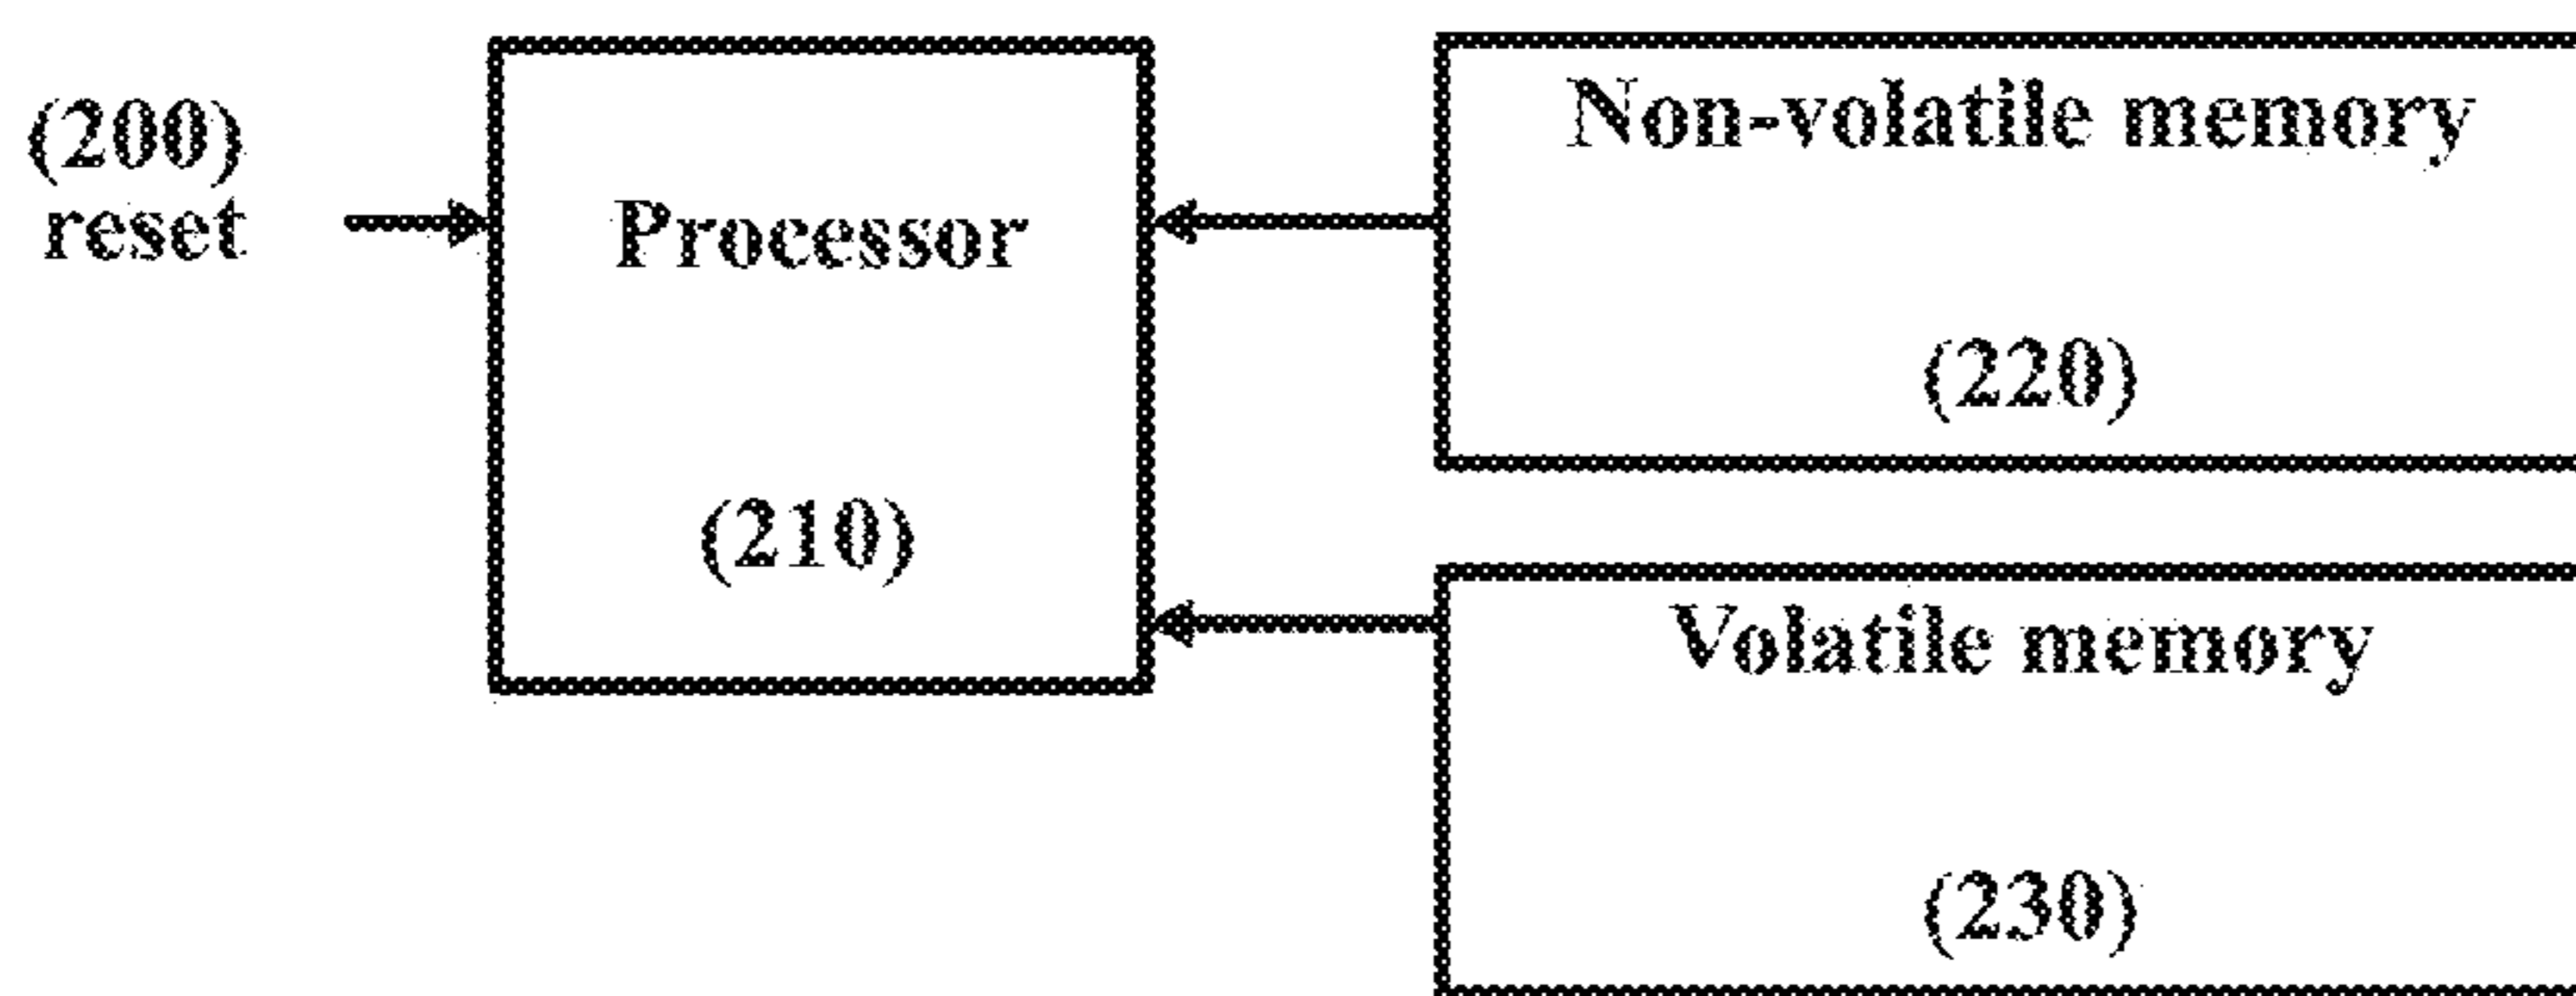 (200)
reset
Processor
(210)
Non-volatile memory
(220)
Volatile memory
(230)